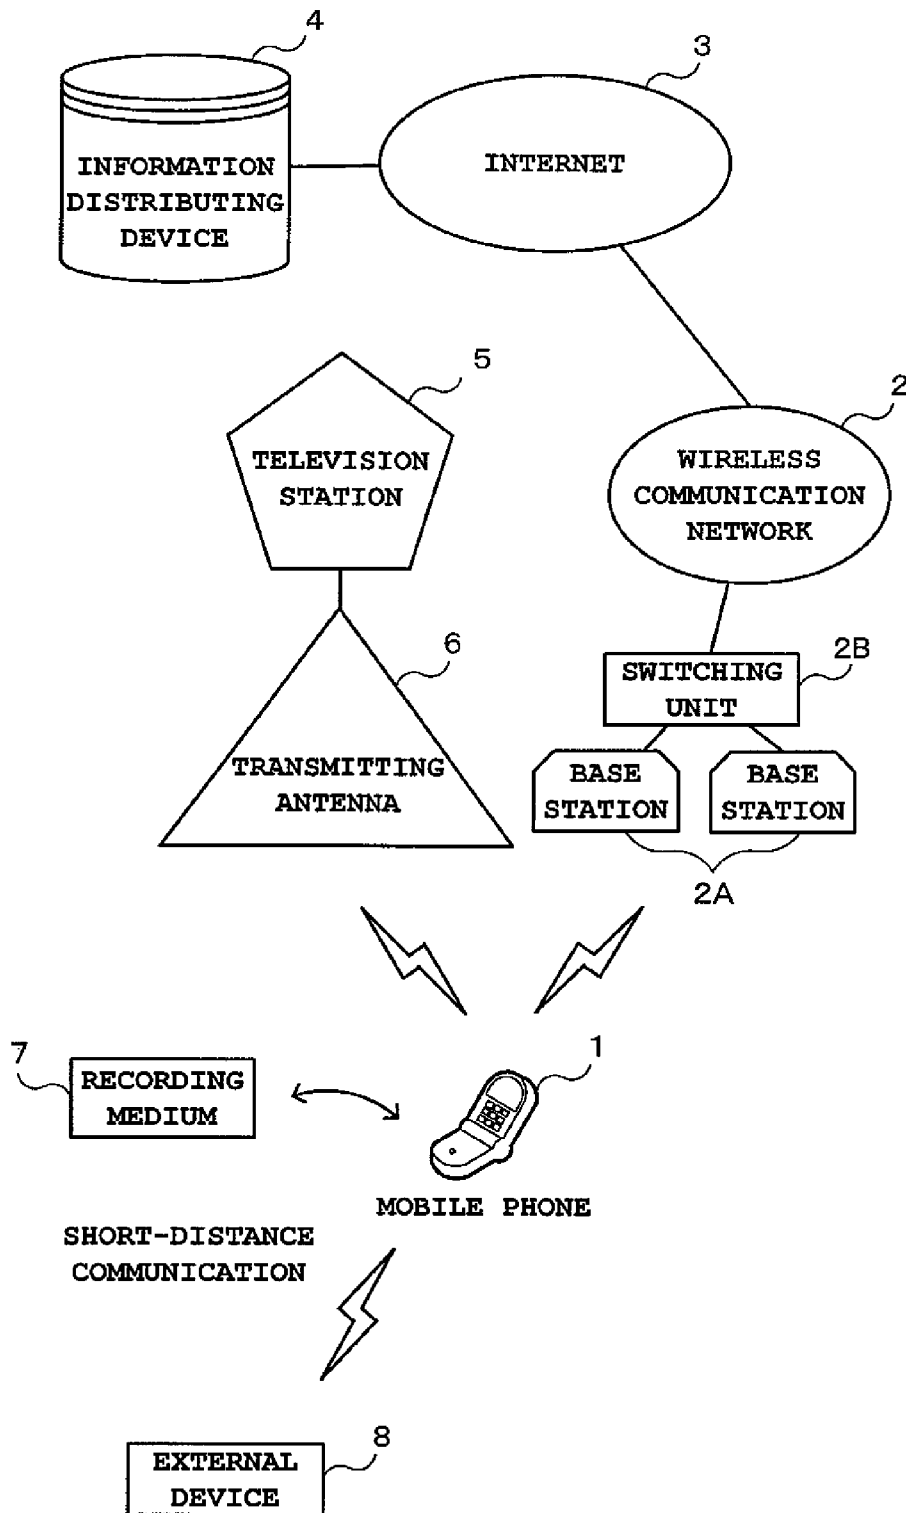 4
3
INFORMATION
DISTRIBUTING
DEVICE
INTERNET
5
2
TELEVISION
STATION
WIRELESS
COMMUNICATION
NETWORK
6
2B
SWITCHING
UNIT
TRANSMITTING
ANTENNA
BASE
STATION
BASE
STATION
2A
7
1
RECORDING
MEDIUM
MOBILE PHONE
SHORT-DISTANCE
COMMUNICATION
8
EXTERNAL
DEVICE